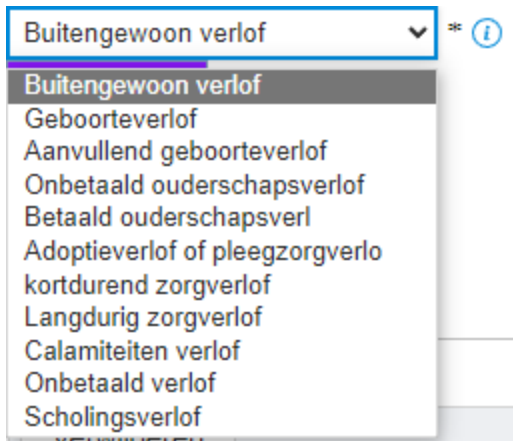 Buitengewoon verlof * i
Buitengewoon verlof
Geboorteverlof
Aanvullend geboorteverlof
Onbetaald ouderschapsverlof
Betaald ouderschapsverl
Adoptieverlof of pleegzorgverlo
kortdurend zorgverlof
Langdurig zorgverlof
Calamiteiten verlof
Onbetaald verlof
Scholingsverlof